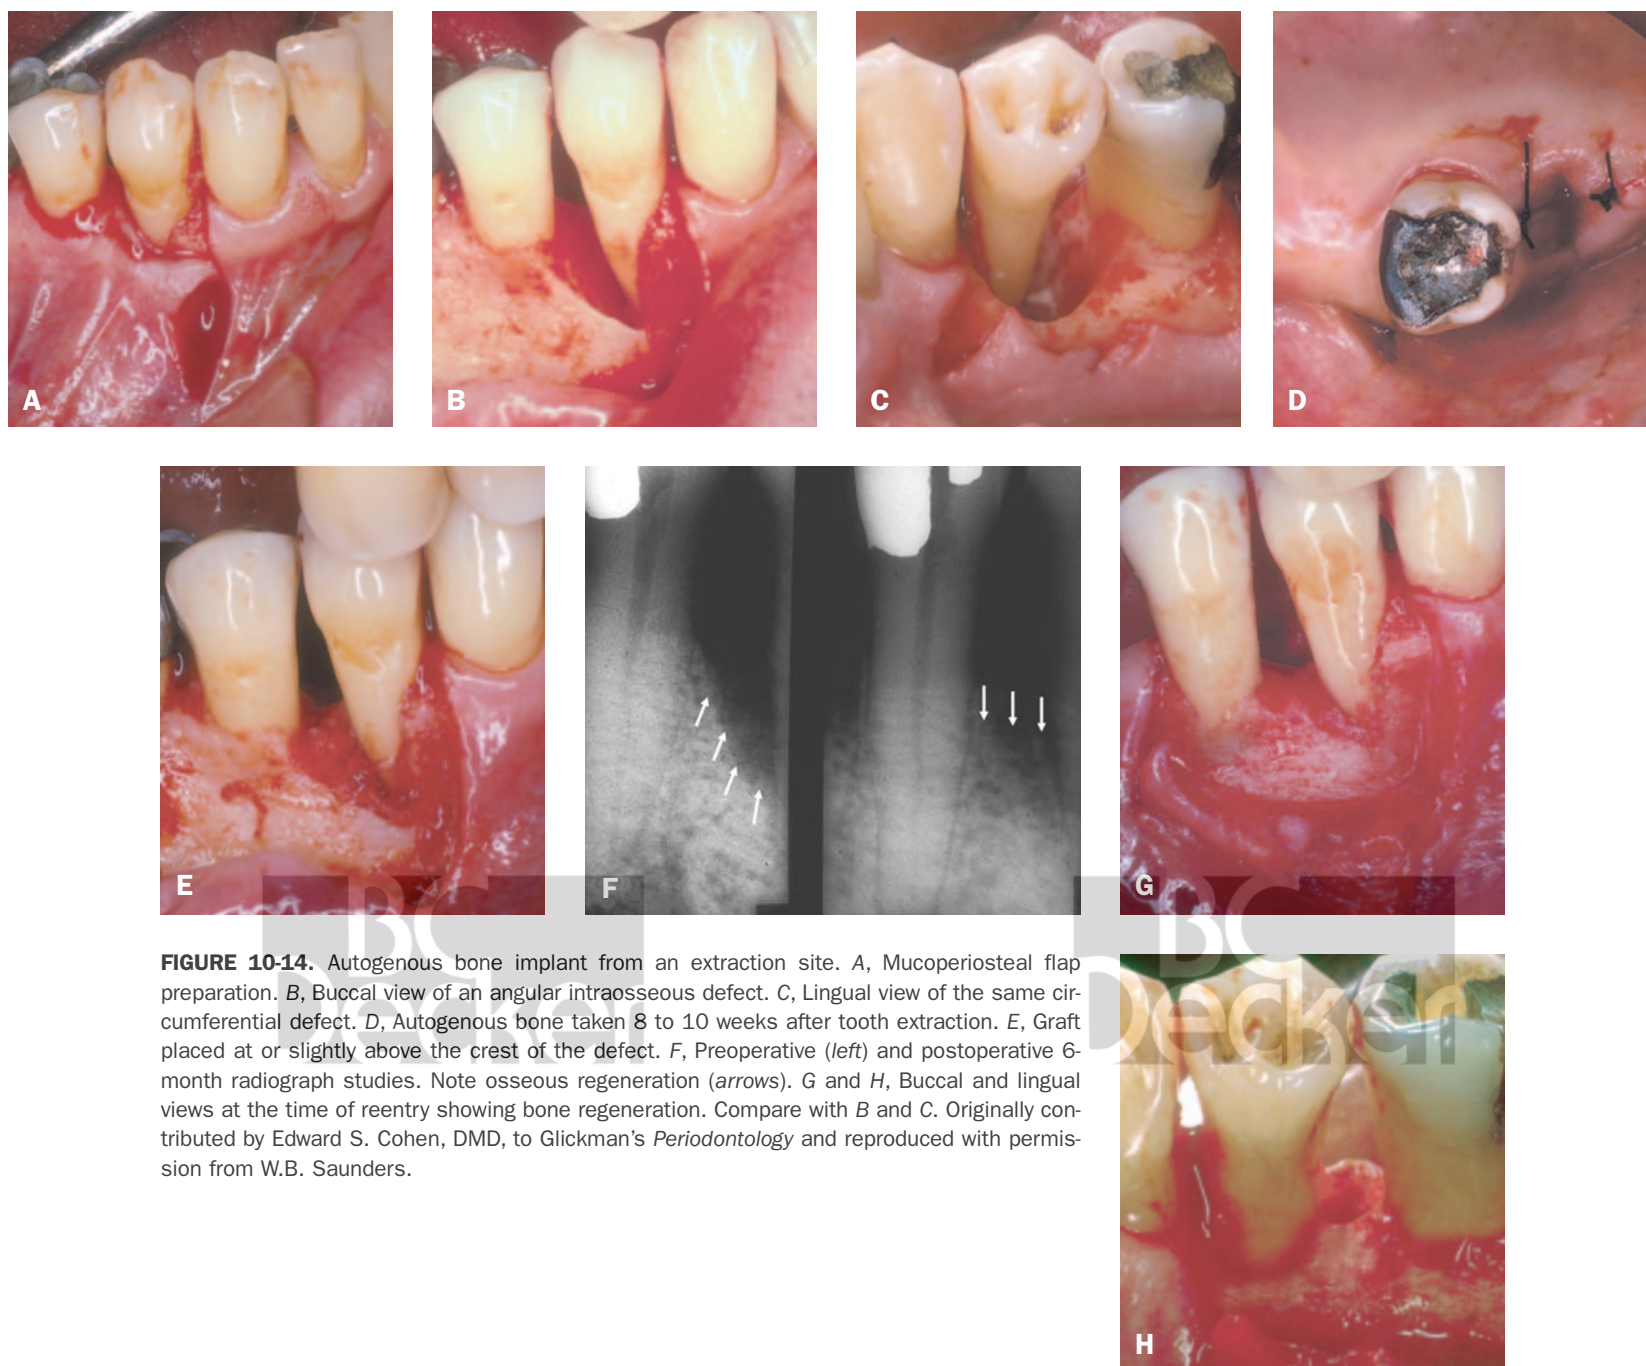 A
B
C
D
E
F
G
FIGURE 10-14. Autogenous bone implant from an extraction site. A, Mucoperiosteal flap
preparation. B, Buccal view of an angular intraosseous defect. C, Lingual view of the same cir-
cumferential defect. D, Autogenous bone taken 8 to 10 weeks after tooth extraction. E, Graft
placed at or slightly above the crest of the defect. F, Preoperative (left) and postoperative 6-
month radiograph studies. Note osseous regeneration (arrows). G and H, Buccal and lingual
views at the time of reentry showing bone regeneration. Compare with B and C. Originally con-
tributed by Edward S. Cohen, DMD, to Glickman’s Periodontology and reproduced with permis-
sion from W.B. Saunders.
H
BC
Decker
BC
Decker